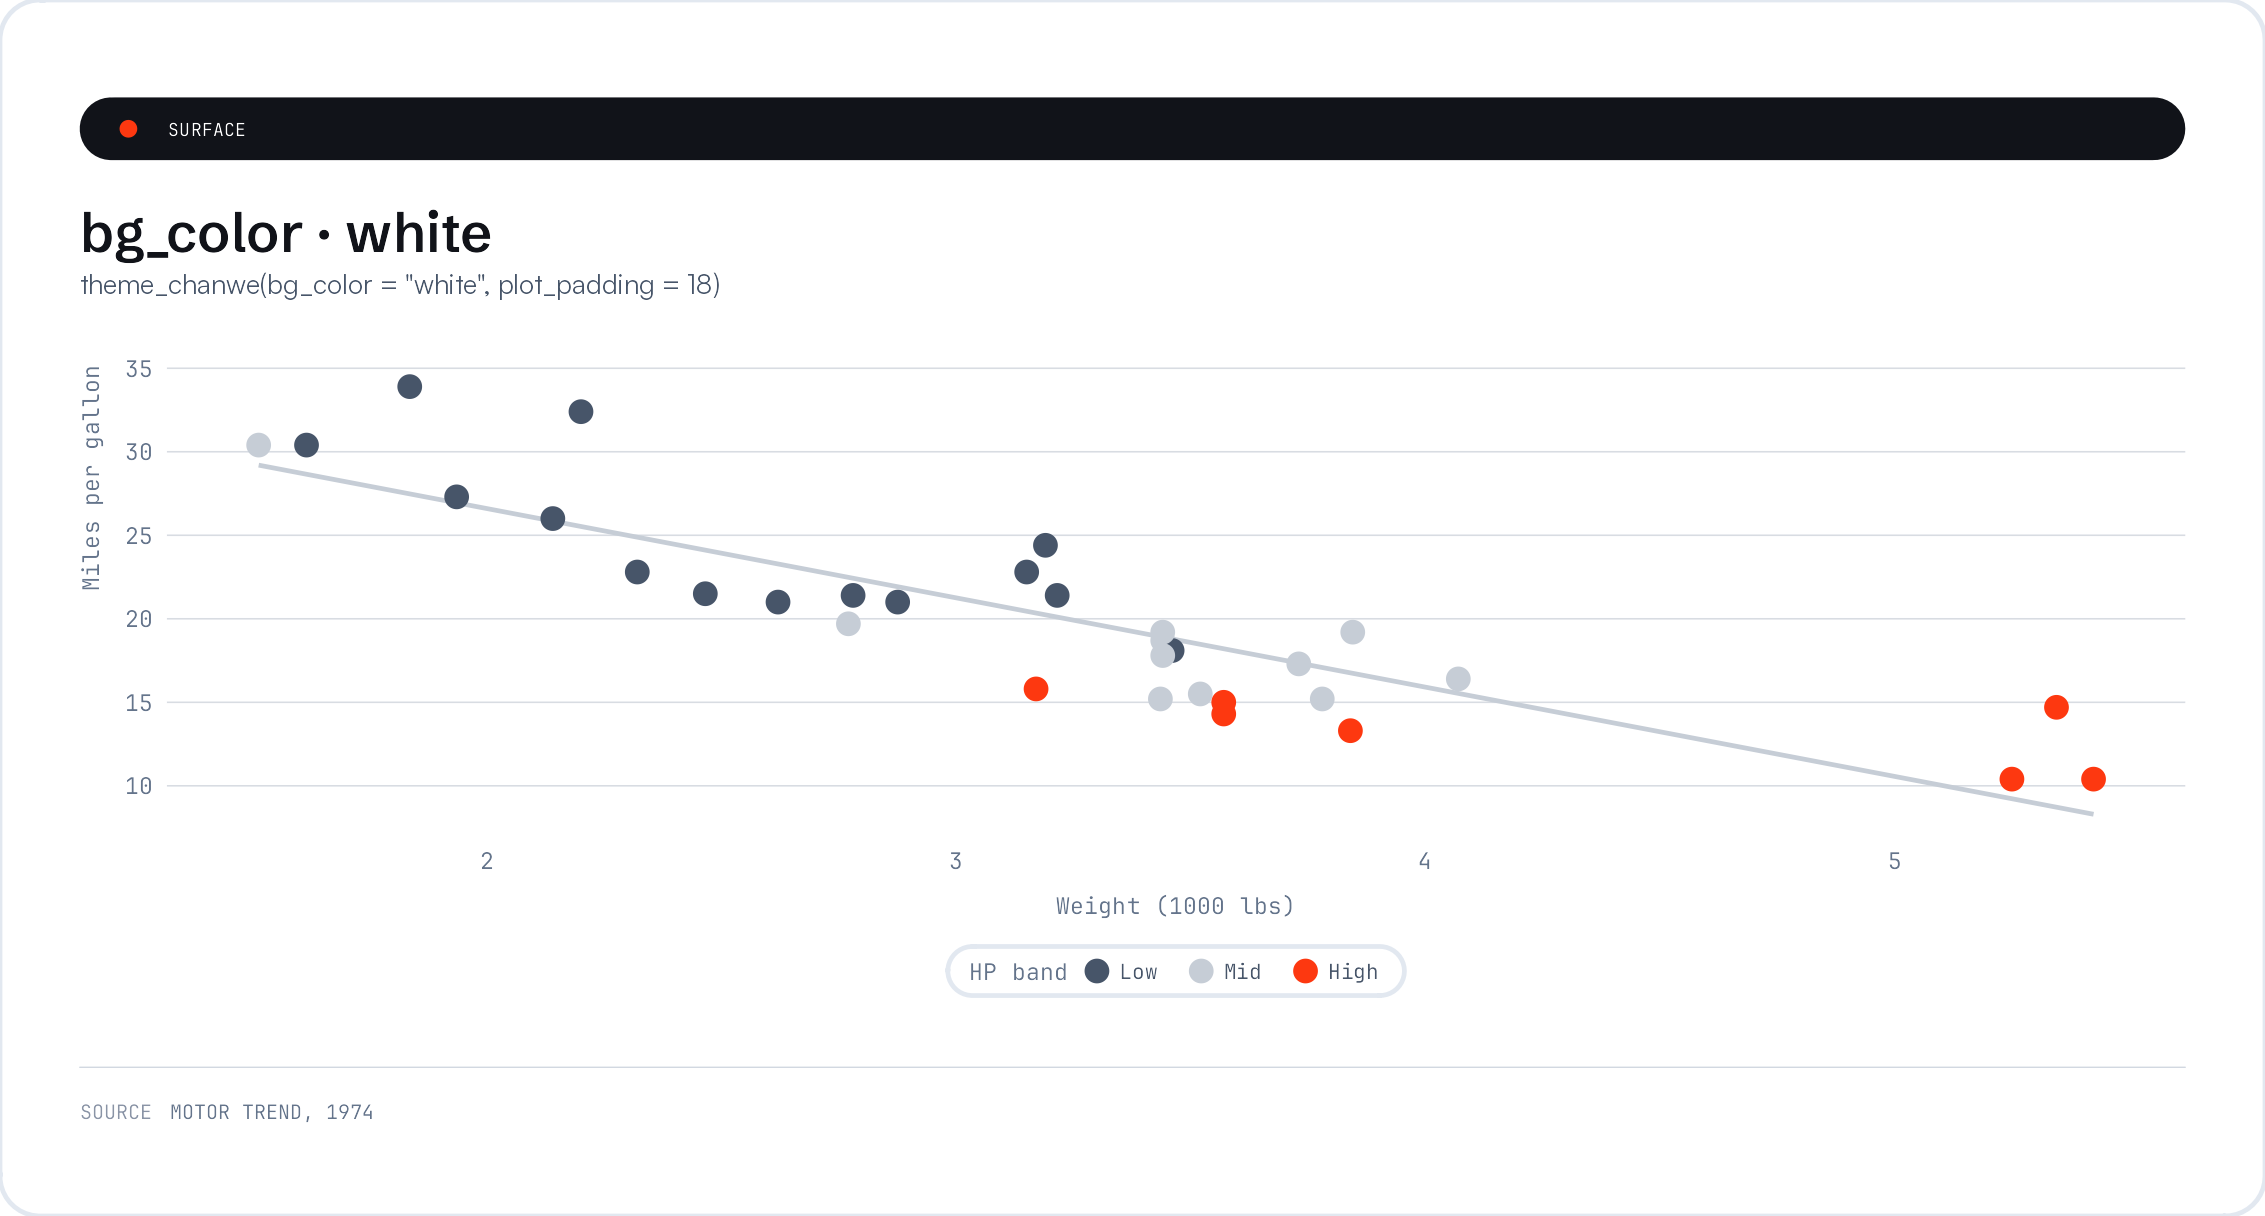 SURFACE
bg_color · white
theme_chanwe(bg_color = "white", plot_padding = 18)
Miles per gallon
35
30
25
20
15
10
2 3 4 5
Weight (1000 lbs)
HP band Low Mid High
SOURCE MOTOR TREND, 1974